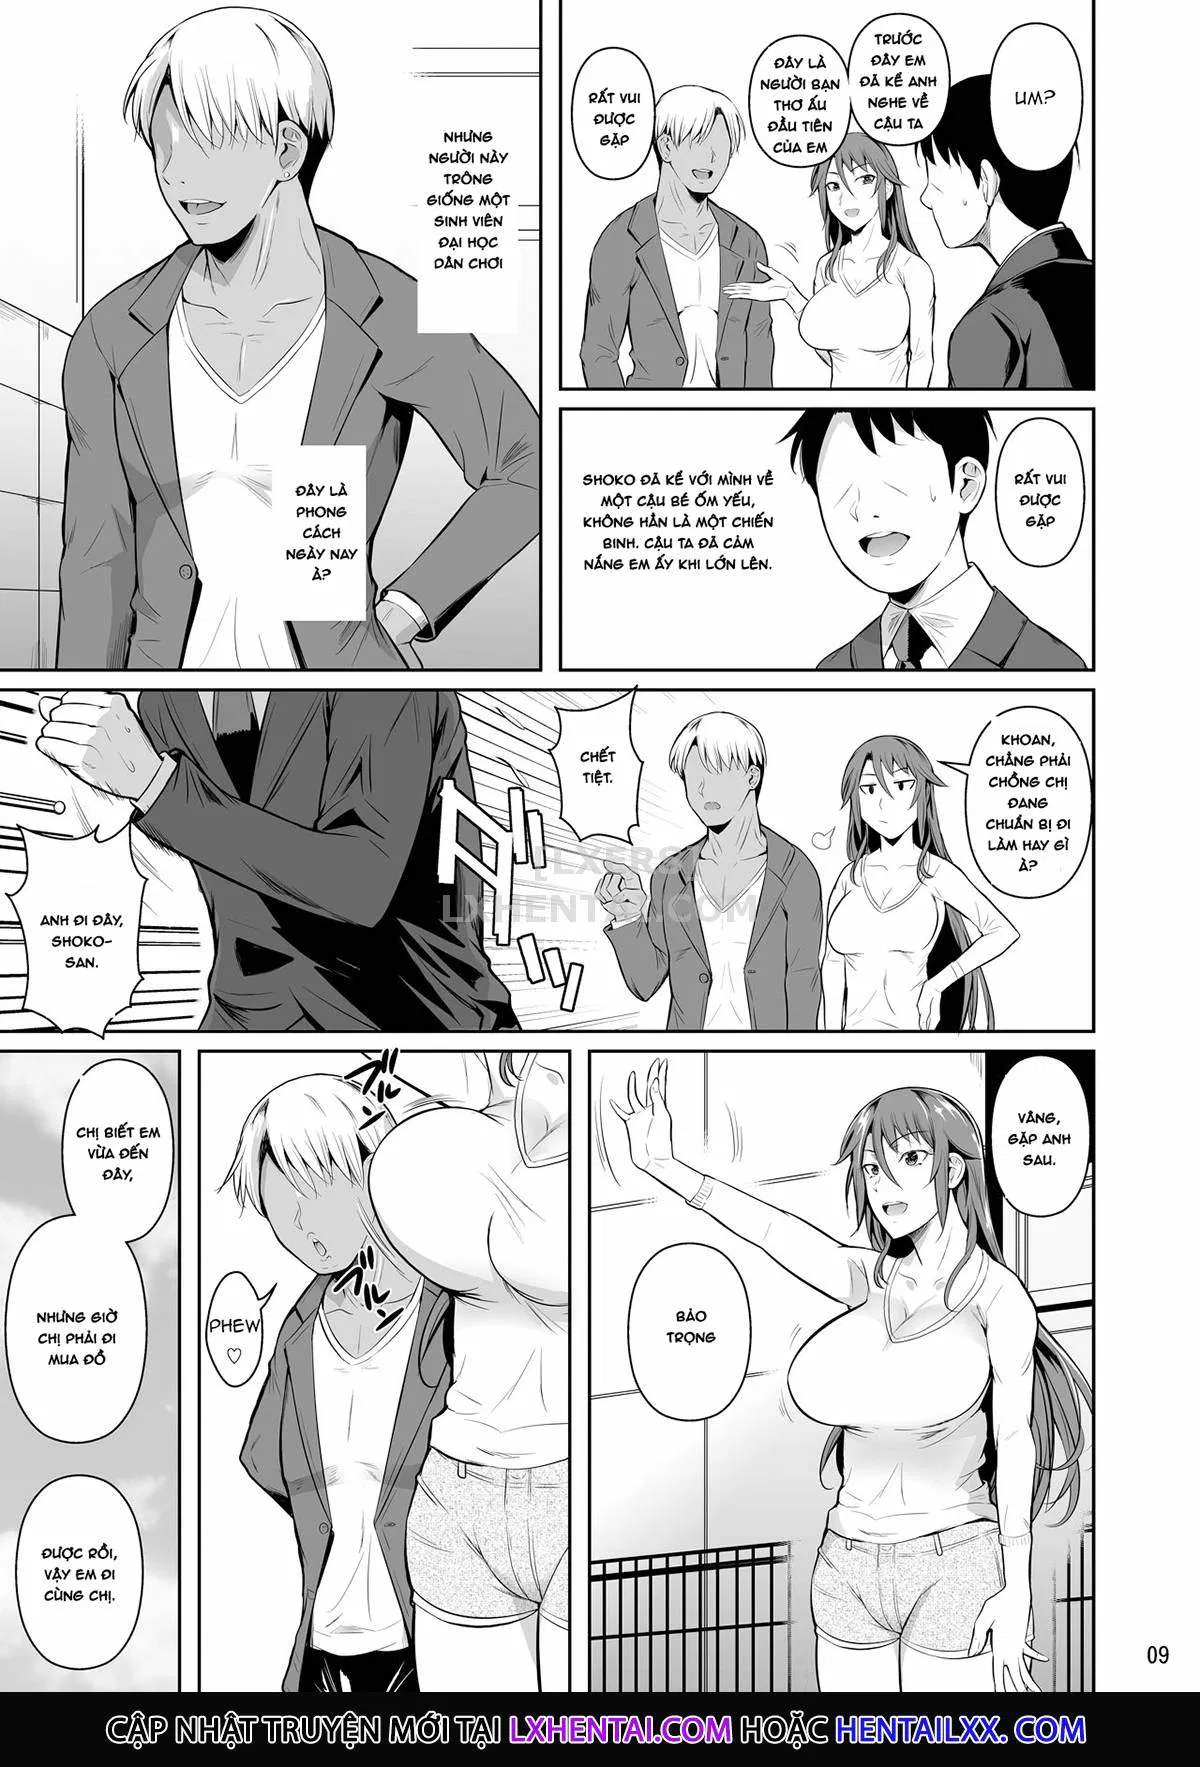 UM?
TRƯỚC
ĐÂY EM
ĐÃ KỂ ANH
NGHE VỀ
CẬU TA
ĐÂY LÀ
NGƯỜI BẠN
THƠ ẤU
ĐẦU TIÊN
CỦA EM
RẤT VUI
ĐƯỢC
GẶP
RẤT VUI
ĐƯỢC
GẶP
SHOKO ĐÃ KỂ VỚI MÌNH VỀ
MỘT CẬU BÉ ỐM YẾU,
KHÔNG HẲN LÀ MỘT CHIẾN
BINH. CẬU TA ĐÃ CẢM
NẮNG EM ẤY KHI LỚN LÊN.
NHƯNG
NGƯỜI NÀY
TRÔNG
GIỐNG MỘT
SINH VIÊN
ĐẠI HỌC
DÂN CHƠI
ĐÂY LÀ
PHONG
CÁCH
NGÀY NAY
À?
KHOAN,
CHẲNG PHẢI
CHỒNG CHỊ
ĐANG
CHUẨN BỊ ĐI
LÀM HAY GÌ
À?
CHẾT
TIỆT.
ANH ĐI ĐÂY,
SHOKO-
SAN.
[LXERS]
LXHENTAI.COM
VÂNG,
GẶP ANH
SAU.
BẢO
TRỌNG
PHEW
♡
CHỊ BIẾT EM
VỪA ĐẾN
ĐÂY,
NHƯNG GIỜ
CHỊ PHẢI ĐI
MUA ĐỒ
ĐƯỢC RỒI,
VẬY EM ĐI
CÙNG CHỊ.
09
CẬP NHẬT TRUYỆN MỚI TẠI LXHENTAI.COM HOẶC HENTAILXX.COM